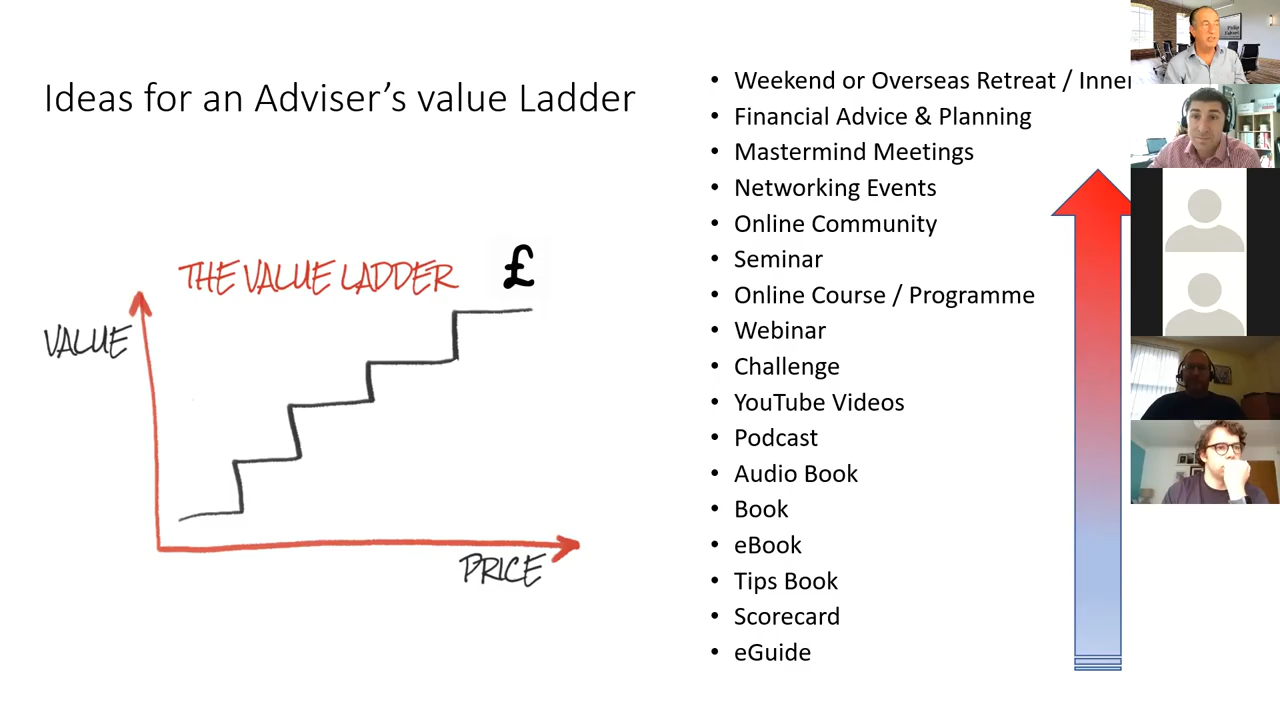 Ideas for an Adviser's value Ladder
THE VALUE LADDER £
VALUE
PRICE
• Weekend or Overseas Retreat / Inner
• Financial Advice & Planning
• Mastermind Meetings
• Networking Events
• Online Community
• Seminar
• Online Course / Programme
• Webinar
• Challenge
• YouTube Videos
• Podcast
• Audio Book
• Book
• eBook
• Tips Book
• Scorecard
• eGuide